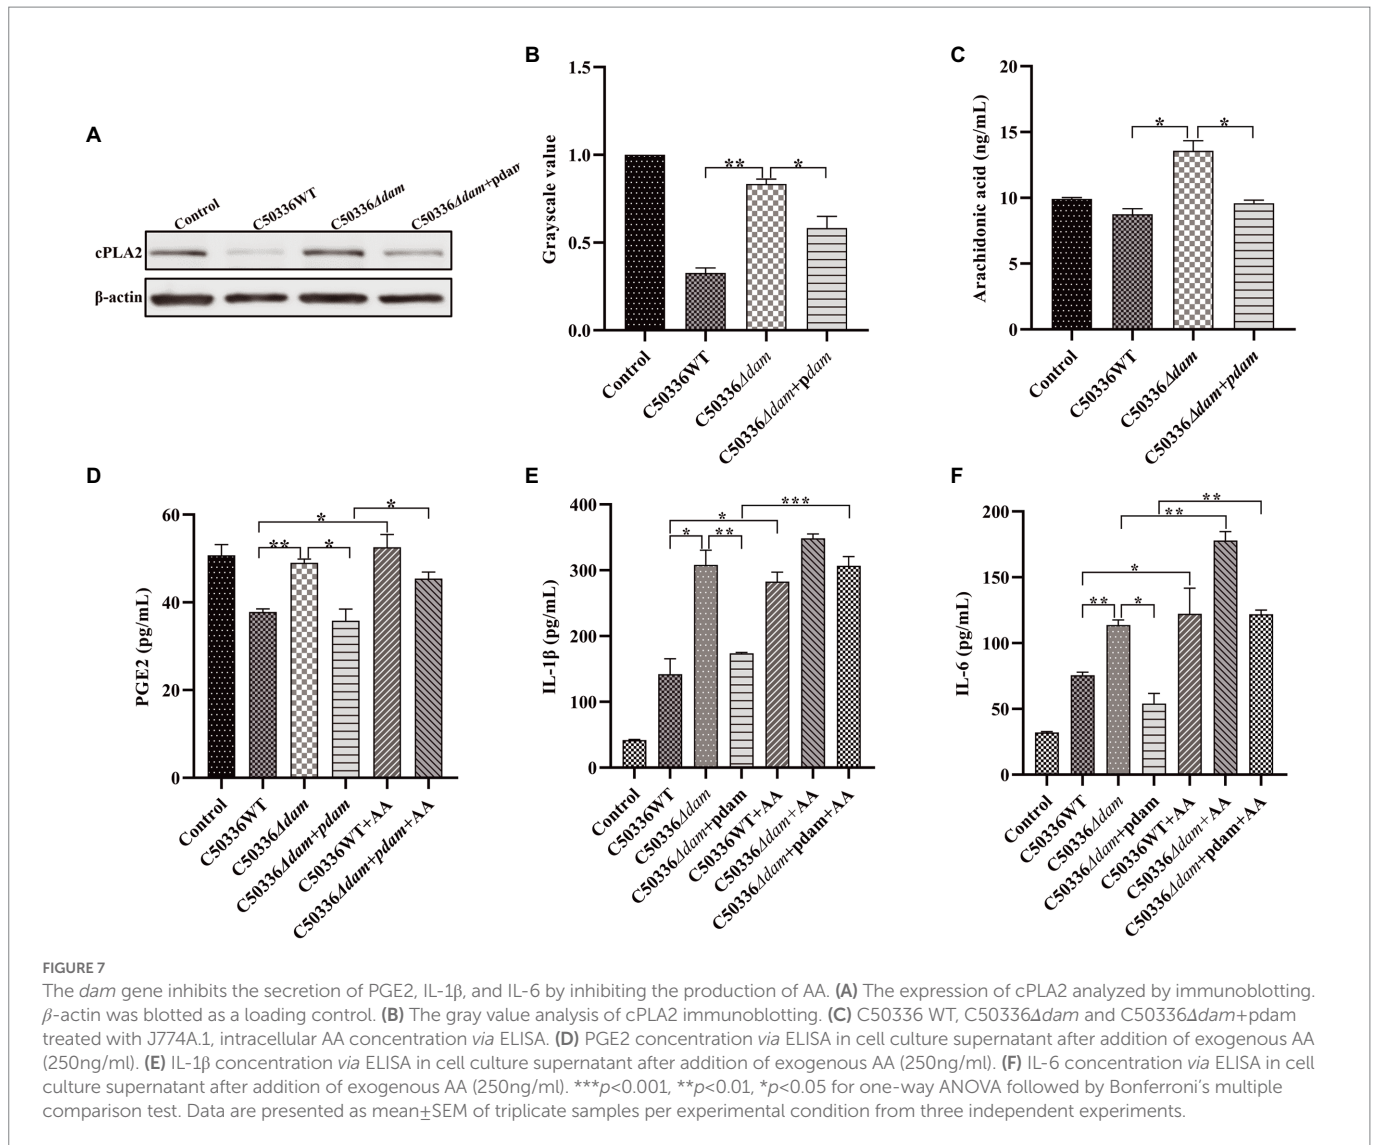 A
Control
C50336WT
C50336Δdam
C50336Δdam+pdam
cPLA2
β-actin
B
Grayscale value
1.5
1.0
0.5
0.0
**
*
Control
C50336WT
C50336Δdam
C50336Δdam+pdam
C
Arachidonic acid (ng/mL)
20
15
10
5
0
*
*
Control
C50336WT
C50336Δdam
C50336Δdam+pdam
D
PGE2 (pg/mL)
60
40
20
0
*
*
**
*
Control
C50336WT
C50336Δdam
C50336Δdam+pdam
C50336WT+AA
C50336Δdam+pdam+AA
E
IL-1β (pg/mL)
400
300
200
100
0
***
*
*
**
Control
C50336WT
C50336Δdam
C50336Δdam+pdam
C50336WT+AA
C50336Δdam+AA
C50336Δdam+pdam+AA
F
IL-6 (pg/mL)
200
150
100
50
0
**
**
*
**
*
Control
C50336WT
C50336Δdam
C50336Δdam+pdam
C50336WT+AA
C50336Δdam+AA
C50336Δdam+pdam+AA
FIGURE 7
The dam gene inhibits the secretion of PGE2, IL-1β, and IL-6 by inhibiting the production of AA. (A) The expression of cPLA2 analyzed by immunoblotting.
β-actin was blotted as a loading control. (B) The gray value analysis of cPLA2 immunoblotting. (C) C50336 WT, C50336Δdam and C50336Δdam+pdam
treated with J774A.1, intracellular AA concentration via ELISA. (D) PGE2 concentration via ELISA in cell culture supernatant after addition of exogenous AA
(250ng/ml). (E) IL-1β concentration via ELISA in cell culture supernatant after addition of exogenous AA (250ng/ml). (F) IL-6 concentration via ELISA in cell
culture supernatant after addition of exogenous AA (250ng/ml). ***p<0.001, **p<0.01, *p<0.05 for one-way ANOVA followed by Bonferroni's multiple
comparison test. Data are presented as mean±SEM of triplicate samples per experimental condition from three independent experiments.